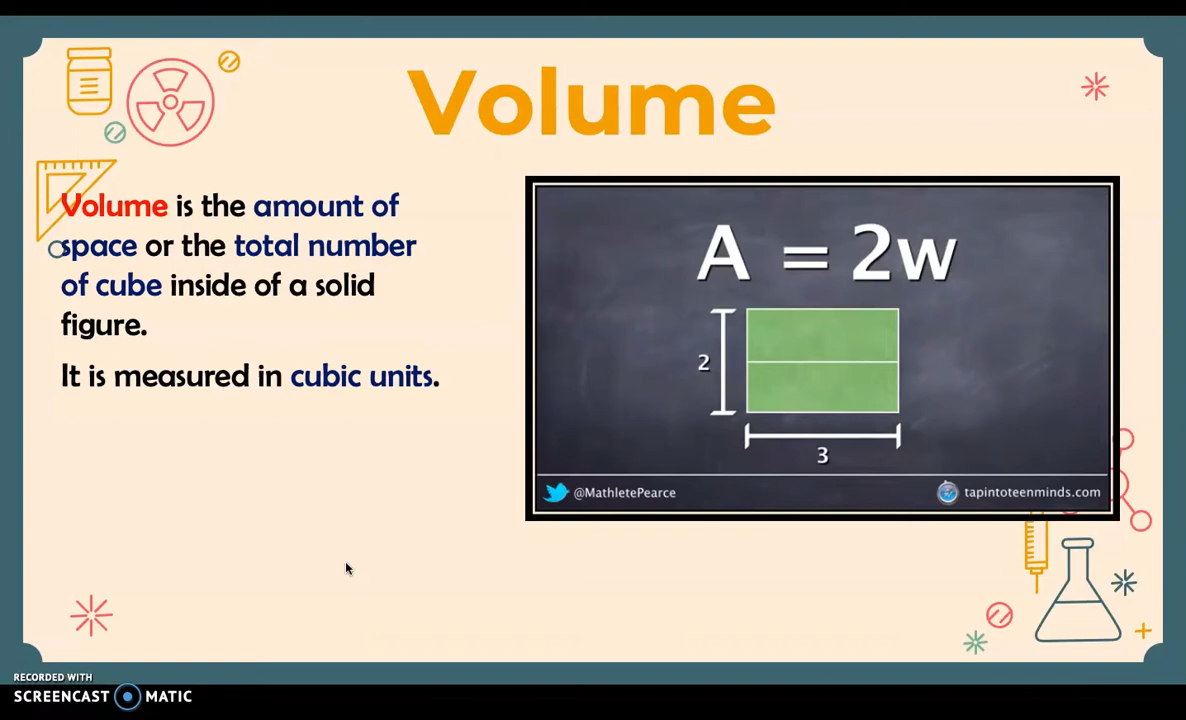 Volume
Volume is the amount of
space or the total number
of cube inside of a solid
figure.
It is measured in cubic units.
A = 2w
2
3
@MathletePearce
tapintoteenminds.com
RECORDED WITH
SCREENCAST MATIC